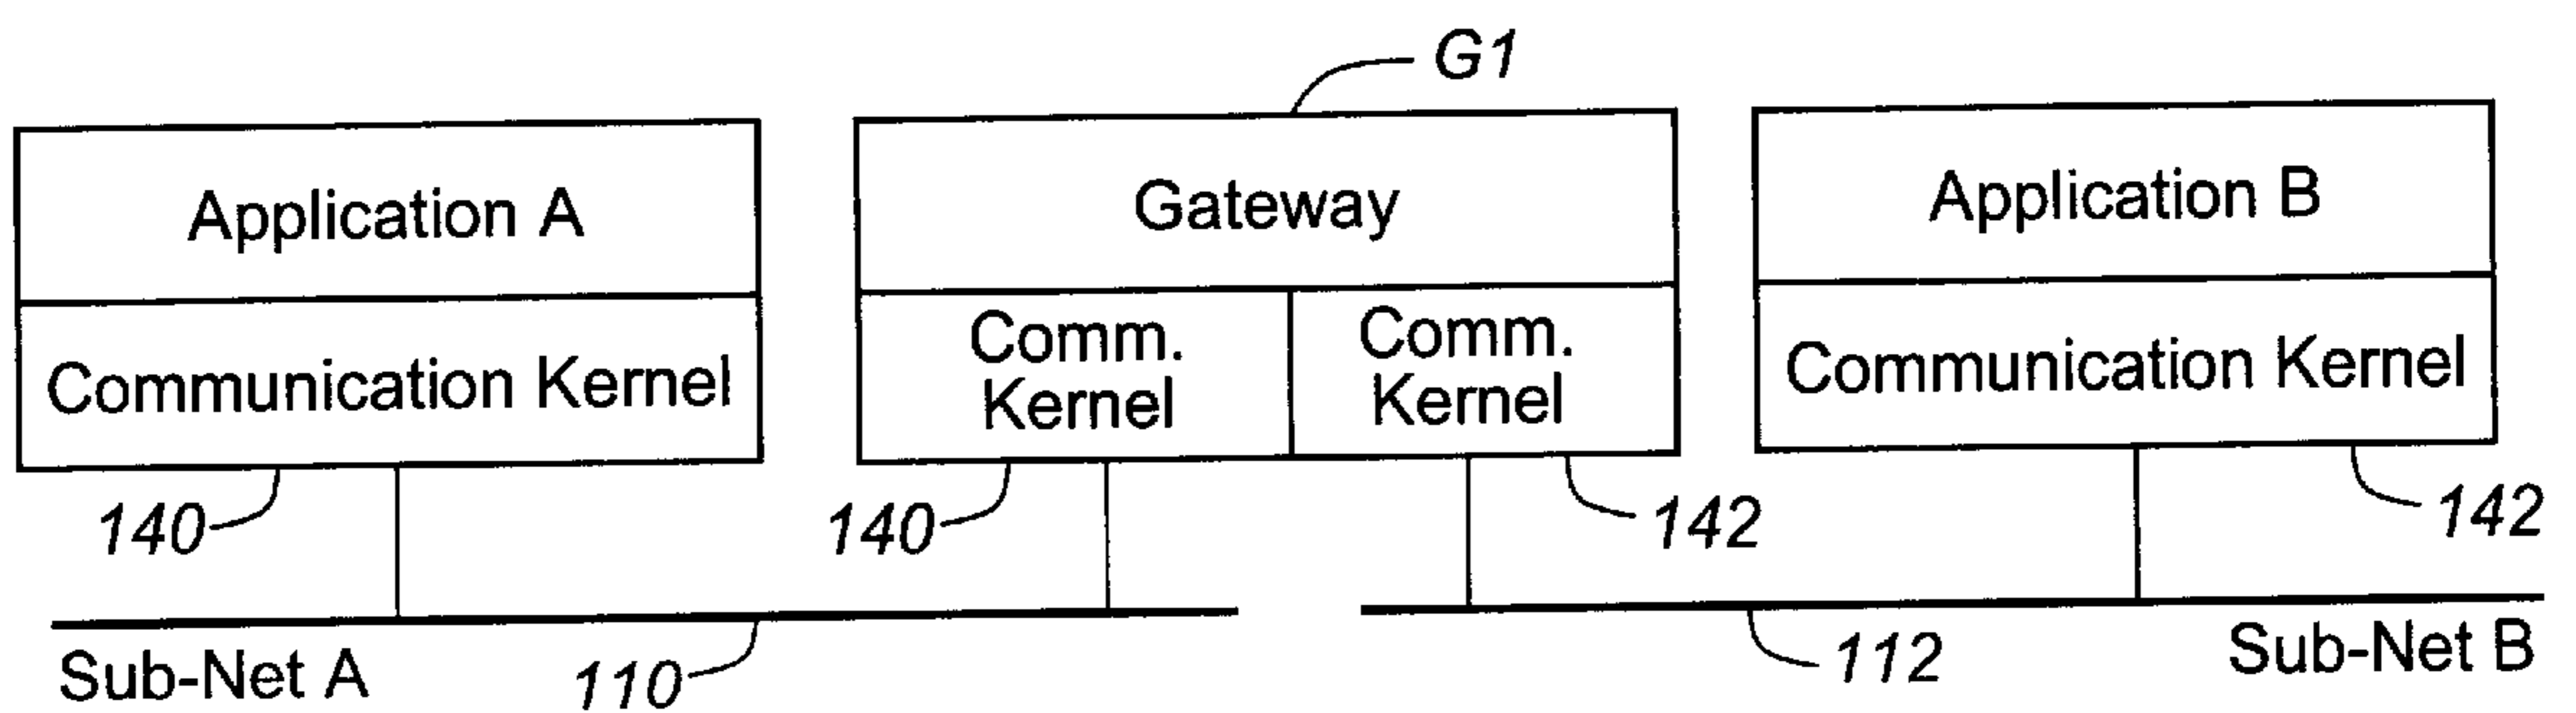 G1
Application A
Gateway
Application B
Communication Kernel
Comm.
Kernel
Comm.
Kernel
Communication Kernel
140
140
142
142
Sub-Net A
110
112
Sub-Net B